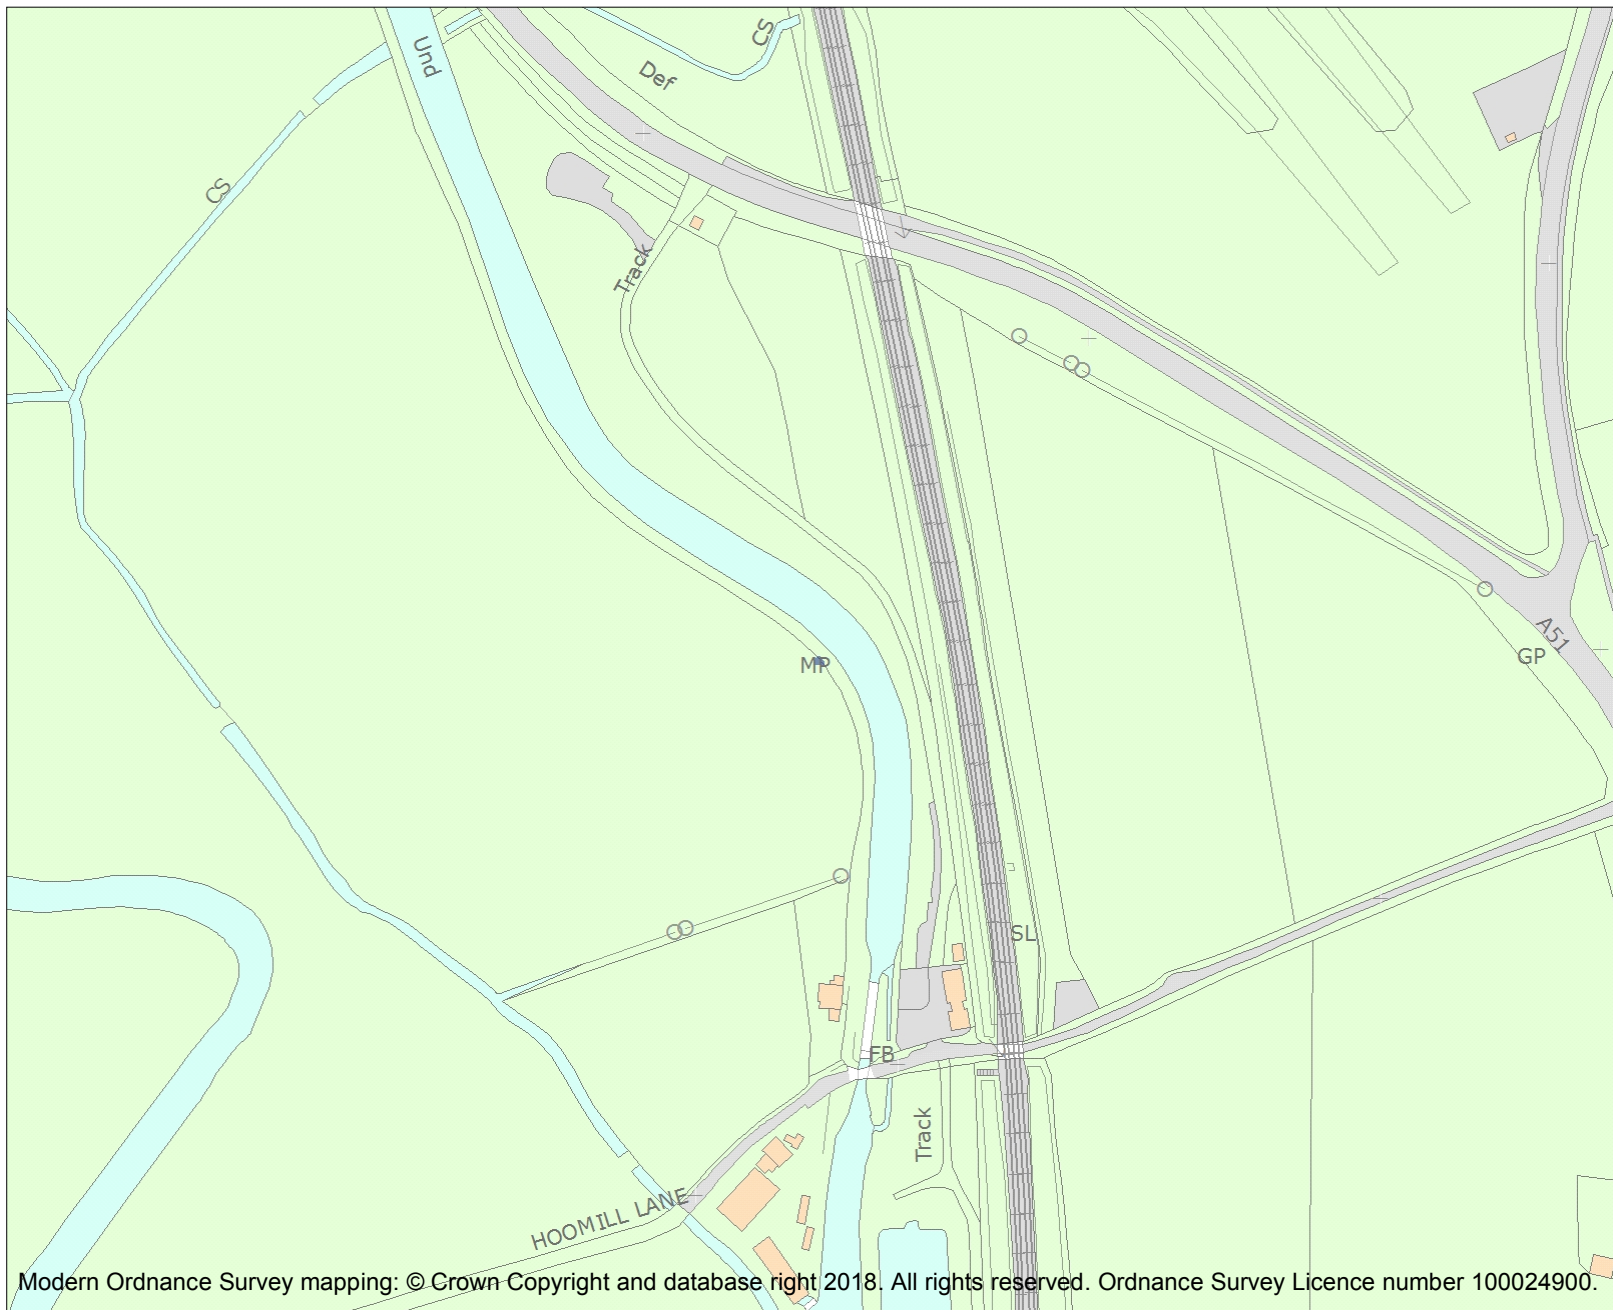 CS
Und
Def
CS
Track
A51
GP
MP
SL
FB
Track
HOOMILL LANE
Modern Ordnance Survey mapping: © Crown Copyright and database right 2018. All rights reserved. Ordnance Survey Licence number 100024900.